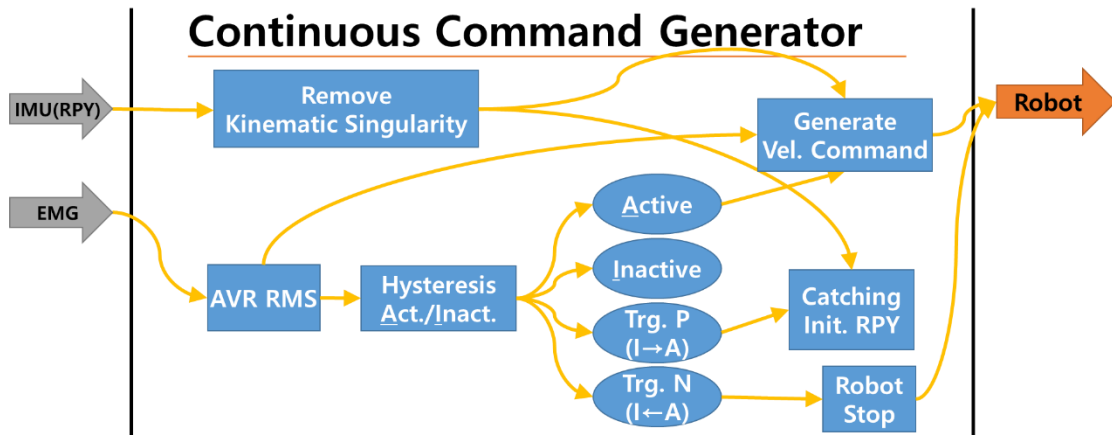 Continuous Command Generator
IMU(RPY)
Remove
Kinematic Singularity
Generate
Vel. Command
Robot
EMG
Active
Inactive
AVR RMS
Hysteresis
Act./Inact.
Trg. P
(I→A)
Catching
Init. RPY
Trg. N
(I←A)
Robot
Stop